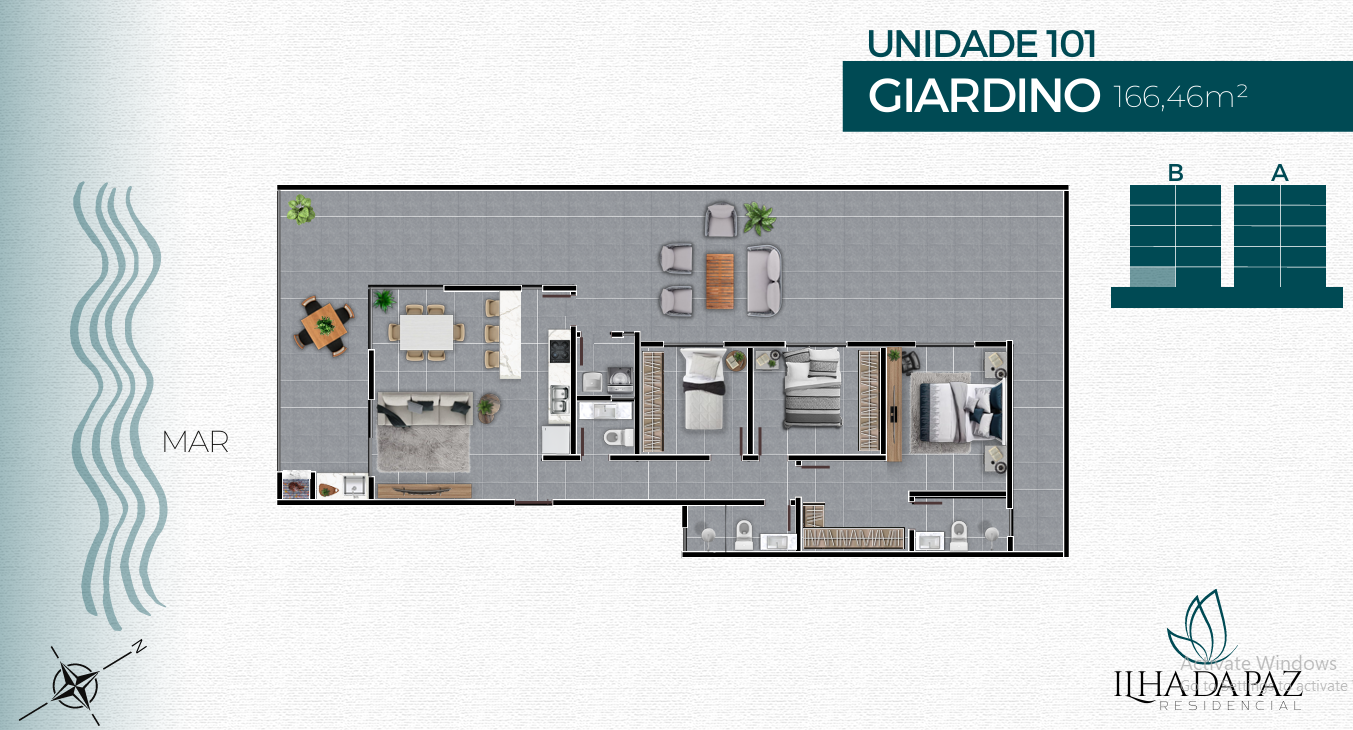 UNIDADE 101
GIARDINO 166,46m²
B A
MAR
N
ILHA DA PAZ
RESIDENCIAL
Activate Windows
Go to Settings to activate